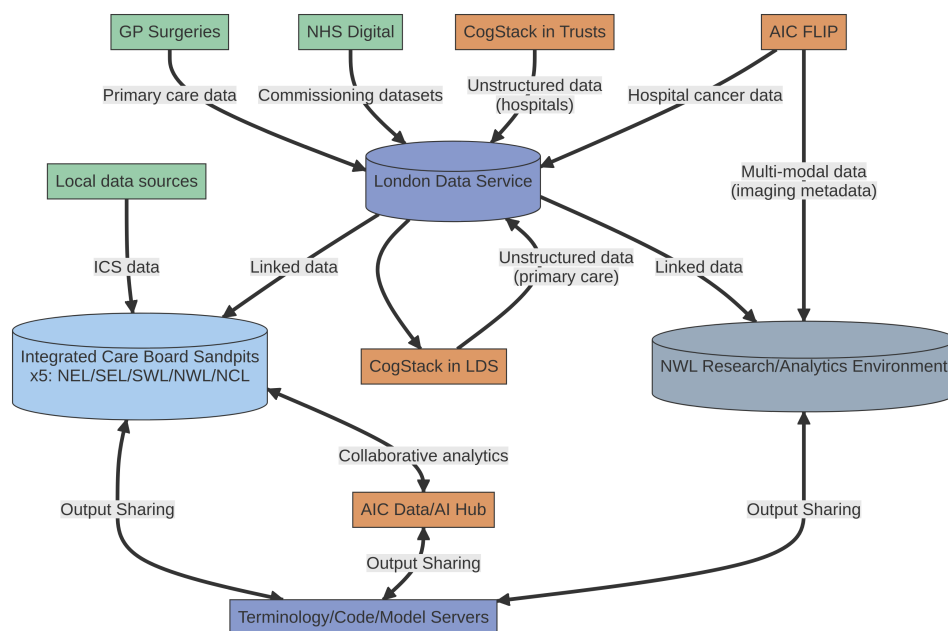 GP Surgeries
NHS Digital
CogStack in Trusts
AIC FLIP
Primary care data
Commissioning datasets
Unstructured data
(hospitals)
Hospital cancer data
London Data Service
Local data sources
Multi-modal data
(imaging metadata)
ICS data
Linked data
Unstructured data
(primary care)
Linked data
Integrated Care Board Sandpits
x5: NEL/SEL/SWL/NWL/NCL
CogStack in LDS
NWL Research/Analytics Environment
Collaborative analytics
Output Sharing
AIC Data/AI Hub
Output Sharing
Output Sharing
Terminology/Code/Model Servers